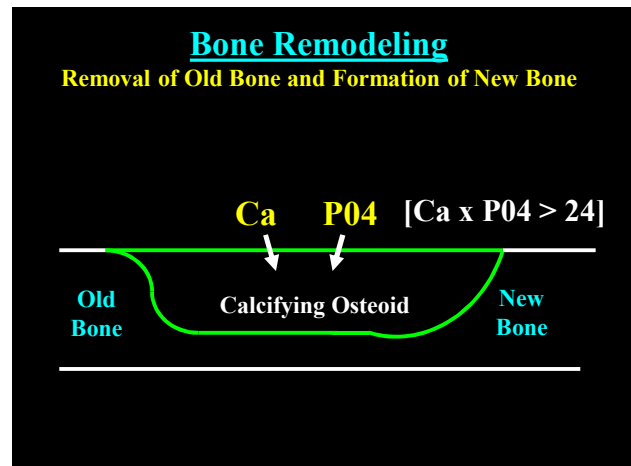 Bone Remodeling
Removal of Old Bone and Formation of New Bone
Ca P04 [Ca x P04 > 24]
Old
Bone
Calcifying Osteoid
New
Bone